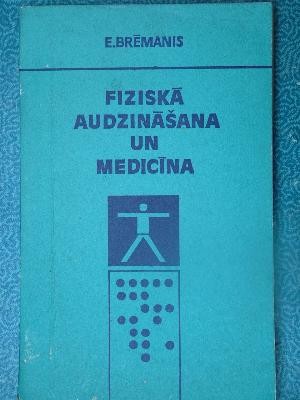 E.BRĒMANIS
FIZISKĀ
AUDZINĀŠANA
UN
MEDICĪNA